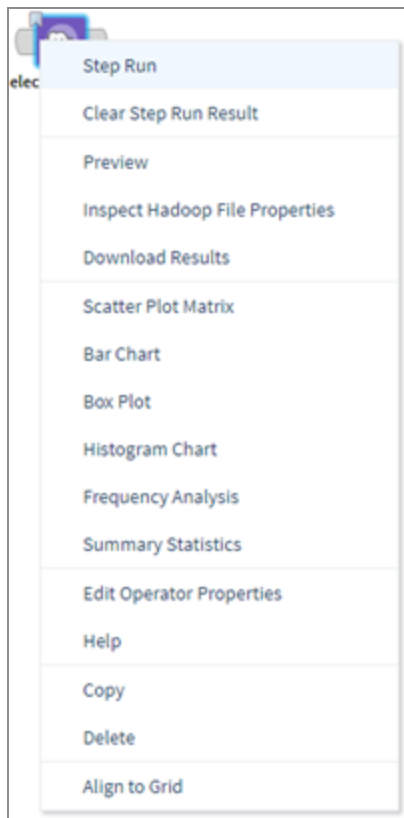 elec
Step Run
Clear Step Run Result
Preview
Inspect Hadoop File Properties
Download Results
Scatter Plot Matrix
Bar Chart
Box Plot
Histogram Chart
Frequency Analysis
Summary Statistics
Edit Operator Properties
Help
Copy
Delete
Align to Grid